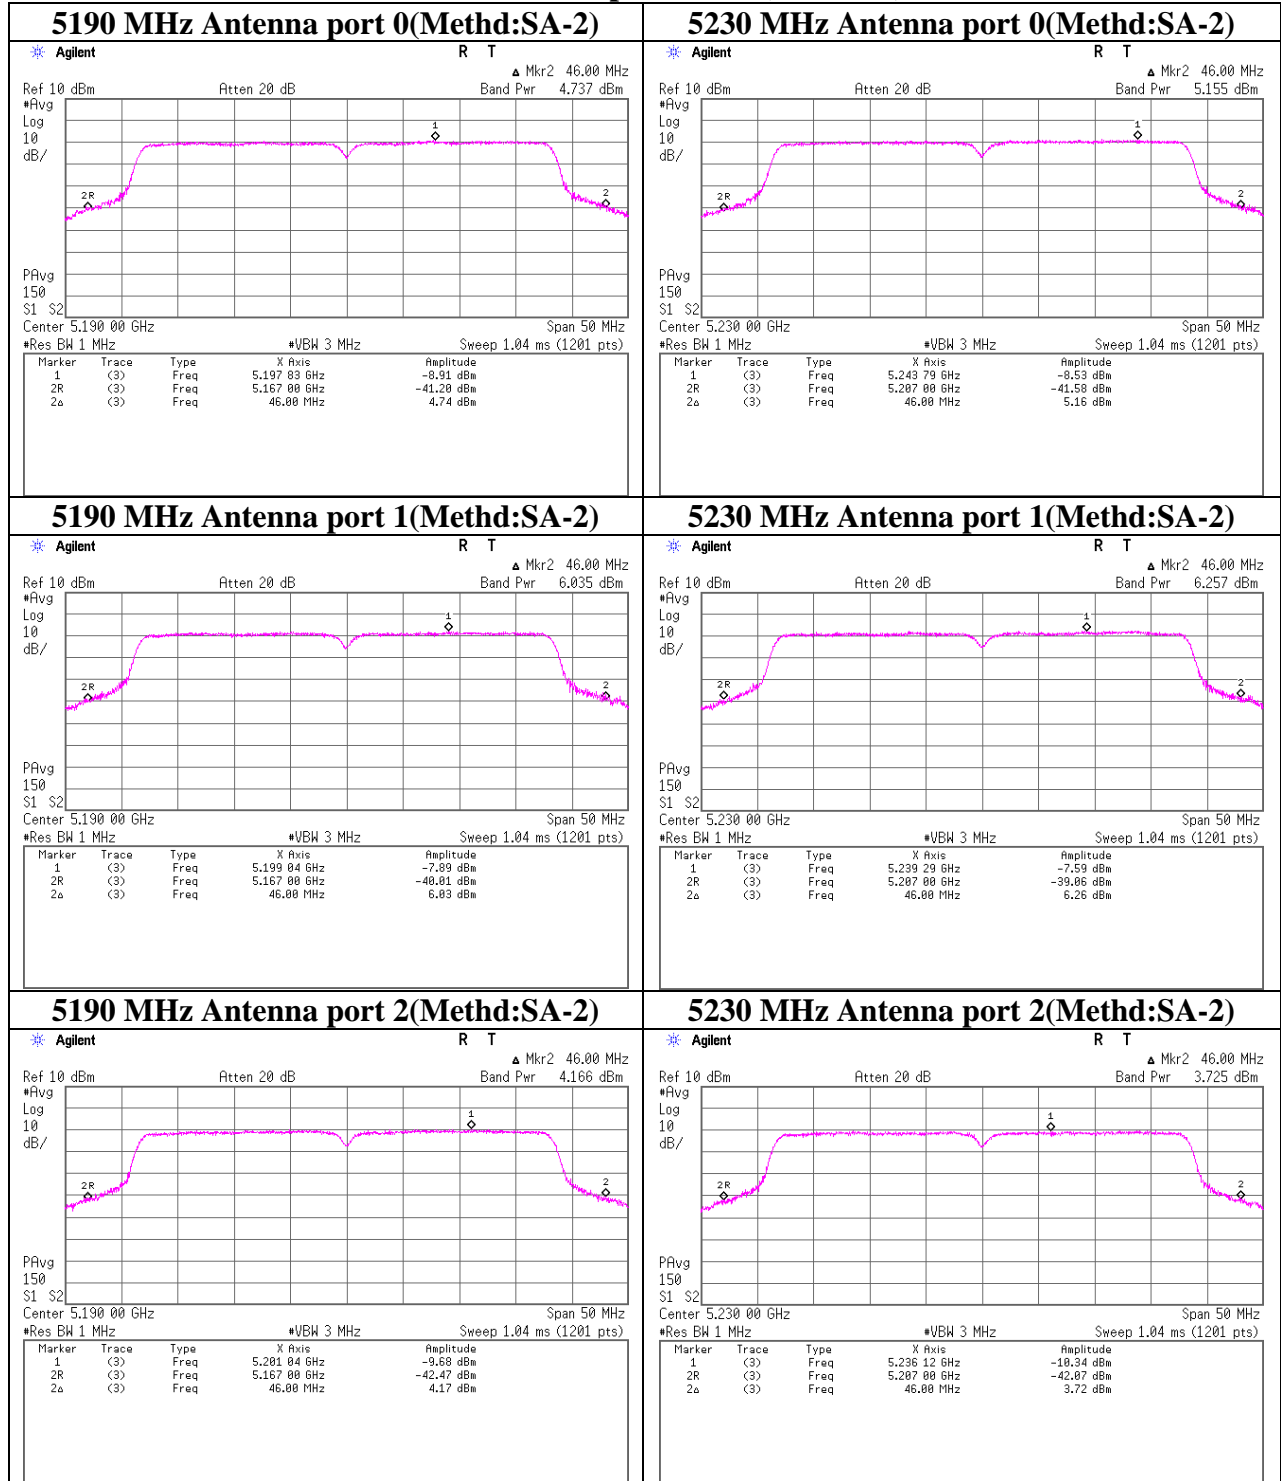 5190 MHz Antenna port 0(Methd:SA-2)
Agilent
R T
Δ Mkr2 46.00 MHz
Ref 10 dBm Atten 20 dB Band Pwr 4.737 dBm
#Avg
Log
10
dB/
1
2R
2
PAvg
150
S1 S2
Center 5.190 00 GHz Span 50 MHz
#Res BW 1 MHz #VBW 3 MHz Sweep 1.04 ms (1201 pts)
Marker Trace Type X Axis Amplitude
1 (3) Freq 5.197 83 GHz -8.91 dBm
2R (3) Freq 5.167 00 GHz -41.20 dBm
2Δ (3) Freq 46.00 MHz 4.74 dBm
5230 MHz Antenna port 0(Methd:SA-2)
Agilent
R T
Δ Mkr2 46.00 MHz
Ref 10 dBm Atten 20 dB Band Pwr 5.155 dBm
#Avg
Log
10
dB/
1
2R
2
PAvg
150
S1 S2
Center 5.230 00 GHz Span 50 MHz
#Res BW 1 MHz #VBW 3 MHz Sweep 1.04 ms (1201 pts)
Marker Trace Type X Axis Amplitude
1 (3) Freq 5.243 79 GHz -8.53 dBm
2R (3) Freq 5.207 00 GHz -41.58 dBm
2Δ (3) Freq 46.00 MHz 5.16 dBm
5190 MHz Antenna port 1(Methd:SA-2)
Agilent
R T
Δ Mkr2 46.00 MHz
Ref 10 dBm Atten 20 dB Band Pwr 6.035 dBm
#Avg
Log
10
dB/
1
2R
2
PAvg
150
S1 S2
Center 5.190 00 GHz Span 50 MHz
#Res BW 1 MHz #VBW 3 MHz Sweep 1.04 ms (1201 pts)
Marker Trace Type X Axis Amplitude
1 (3) Freq 5.199 04 GHz -7.89 dBm
2R (3) Freq 5.167 00 GHz -40.01 dBm
2Δ (3) Freq 46.00 MHz 6.03 dBm
5230 MHz Antenna port 1(Methd:SA-2)
Agilent
R T
Δ Mkr2 46.00 MHz
Ref 10 dBm Atten 20 dB Band Pwr 6.257 dBm
#Avg
Log
10
dB/
1
2R
2
PAvg
150
S1 S2
Center 5.230 00 GHz Span 50 MHz
#Res BW 1 MHz #VBW 3 MHz Sweep 1.04 ms (1201 pts)
Marker Trace Type X Axis Amplitude
1 (3) Freq 5.239 29 GHz -7.59 dBm
2R (3) Freq 5.207 00 GHz -39.06 dBm
2Δ (3) Freq 46.00 MHz 6.26 dBm
5190 MHz Antenna port 2(Methd:SA-2)
Agilent
R T
Δ Mkr2 46.00 MHz
Ref 10 dBm Atten 20 dB Band Pwr 4.166 dBm
#Avg
Log
10
dB/
1
2R
2
PAvg
150
S1 S2
Center 5.190 00 GHz Span 50 MHz
#Res BW 1 MHz #VBW 3 MHz Sweep 1.04 ms (1201 pts)
Marker Trace Type X Axis Amplitude
1 (3) Freq 5.201 04 GHz -9.68 dBm
2R (3) Freq 5.167 00 GHz -42.47 dBm
2Δ (3) Freq 46.00 MHz 4.17 dBm
5230 MHz Antenna port 2(Methd:SA-2)
Agilent
R T
Δ Mkr2 46.00 MHz
Ref 10 dBm Atten 20 dB Band Pwr 3.725 dBm
#Avg
Log
10
dB/
1
2R
2
PAvg
150
S1 S2
Center 5.230 00 GHz Span 50 MHz
#Res BW 1 MHz #VBW 3 MHz Sweep 1.04 ms (1201 pts)
Marker Trace Type X Axis Amplitude
1 (3) Freq 5.236 12 GHz -10.34 dBm
2R (3) Freq 5.207 00 GHz -42.07 dBm
2Δ (3) Freq 46.00 MHz 3.72 dBm